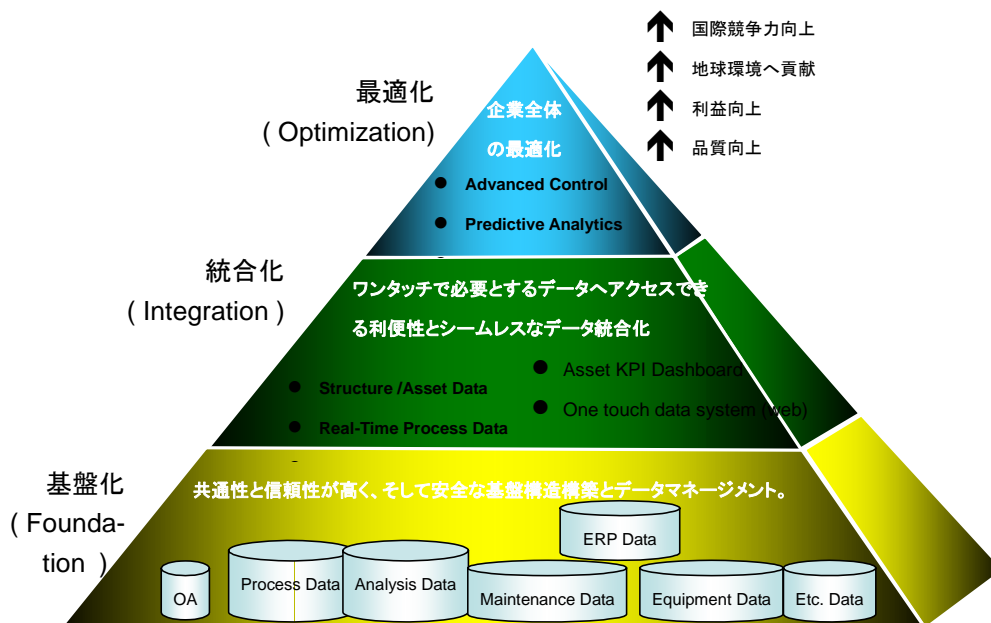 国際競争力向上
地球環境へ貢献
利益向上
品質向上
最適化
( Optimization)
企業全体
の最適化
● Advanced Control
● Predictive Analytics
統合化
( Integration )
ワンタッチで必要とするデータへアクセスでき
る利便性とシームレスなデータ統合化
● Structure /Asset Data
● Real-Time Process Data
● Asset KPI Dashboard
● One touch data system (web)
基盤化
( Founda-
tion )
共通性と信頼性が高く、そして安全な基盤構造構築とデータマネージメント。
ERP Data
OA
Process Data
Analysis Data
Maintenance Data
Equipment Data
Etc. Data